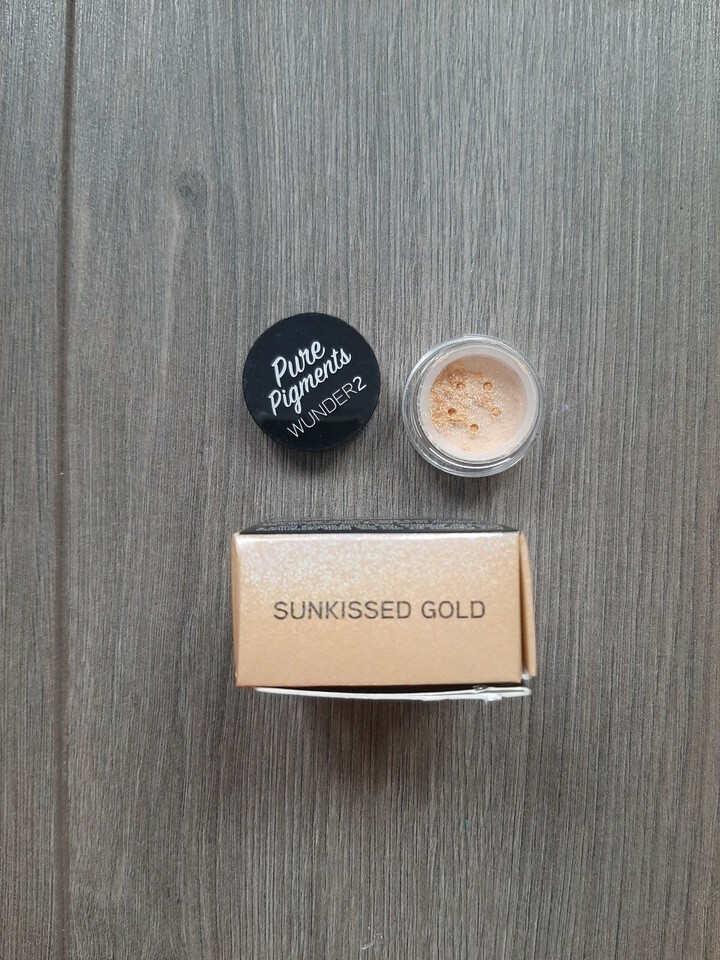 Pure
Pigments
WUNDER2
SUNKISSED GOLD